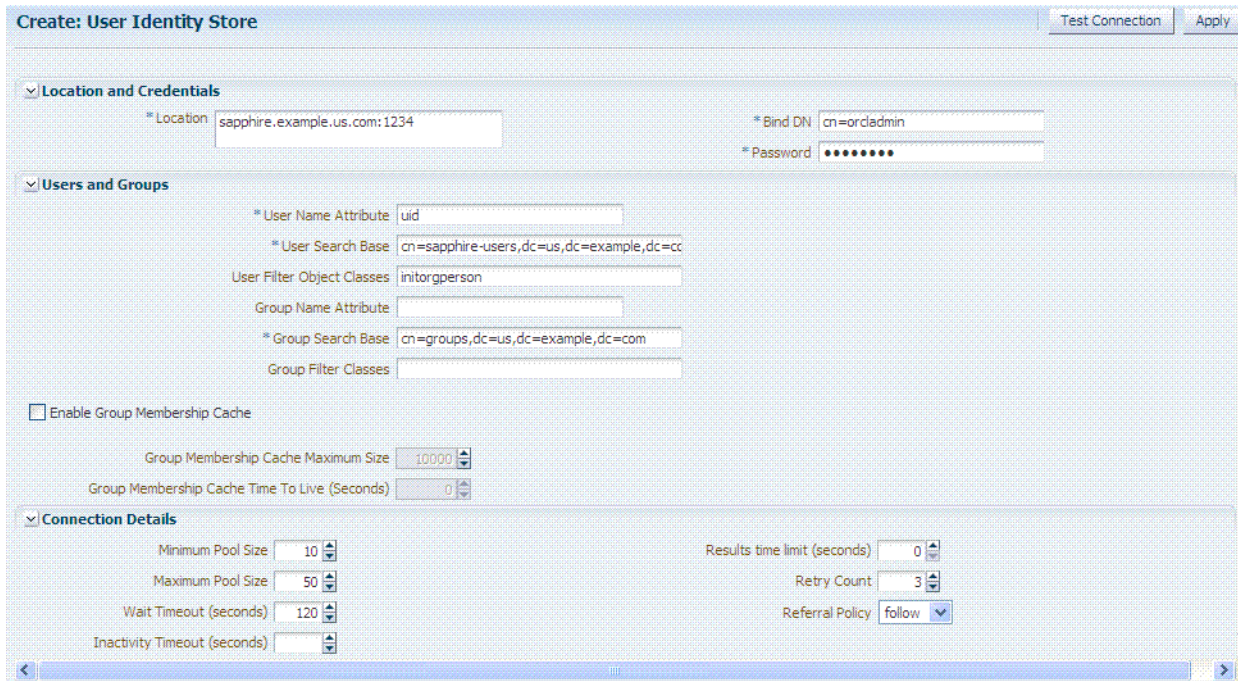 Create: User Identity Store
Test Connection
Apply
Location and Credentials
* Location sapphire.example.us.com:1234
* Bind DN cn=orcladmin
* Password ••••••••
Users and Groups
* User Name Attribute uid
* User Search Base cn=sapphire-users,dc=us,dc=example,dc=cc
User Filter Object Classes initorgperson
Group Name Attribute
* Group Search Base cn=groups,dc=us,dc=example,dc=com
Group Filter Classes
Enable Group Membership Cache
Group Membership Cache Maximum Size 10000
Group Membership Cache Time To Live (Seconds) 0
Connection Details
Minimum Pool Size 10
Results time limit (seconds) 0
Maximum Pool Size 50
Retry Count 3
Wait Timeout (seconds) 120
Referral Policy follow
Inactivity Timeout (seconds)